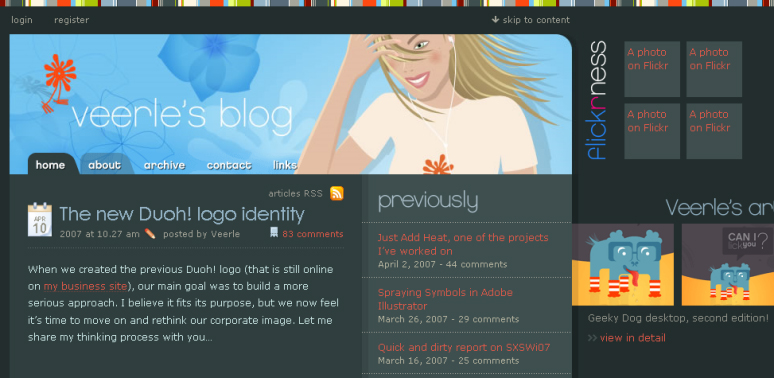 login register
skip to content
veerle's blog
home about archive contact links
articles RSS
APR
10
The new Duoh! logo identity
2007 at 10.27 am posted by Veerle 83 comments
When we created the previous Duoh! logo (that is still online
on my business site), our main goal was to build a more
serious approach. I believe it fits its purpose, but we now feel
it's time to move on and rethink our corporate image. Let me
share my thinking process with you...
previously
Just Add Heat, one of the projects
I've worked on
April 2, 2007 - 44 comments
Spraying Symbols in Adobe
Illustrator
March 26, 2007 - 29 comments
Quick and dirty report on SXSWi07
March 16, 2007 - 25 comments
flickrness
A photo
on Flickr
A photo
on Flickr
A photo
on Flickr
A photo
on Flickr
Veerle's
CAN I
lick you
?
Geeky Dog desktop, second edition!
>> view in detail